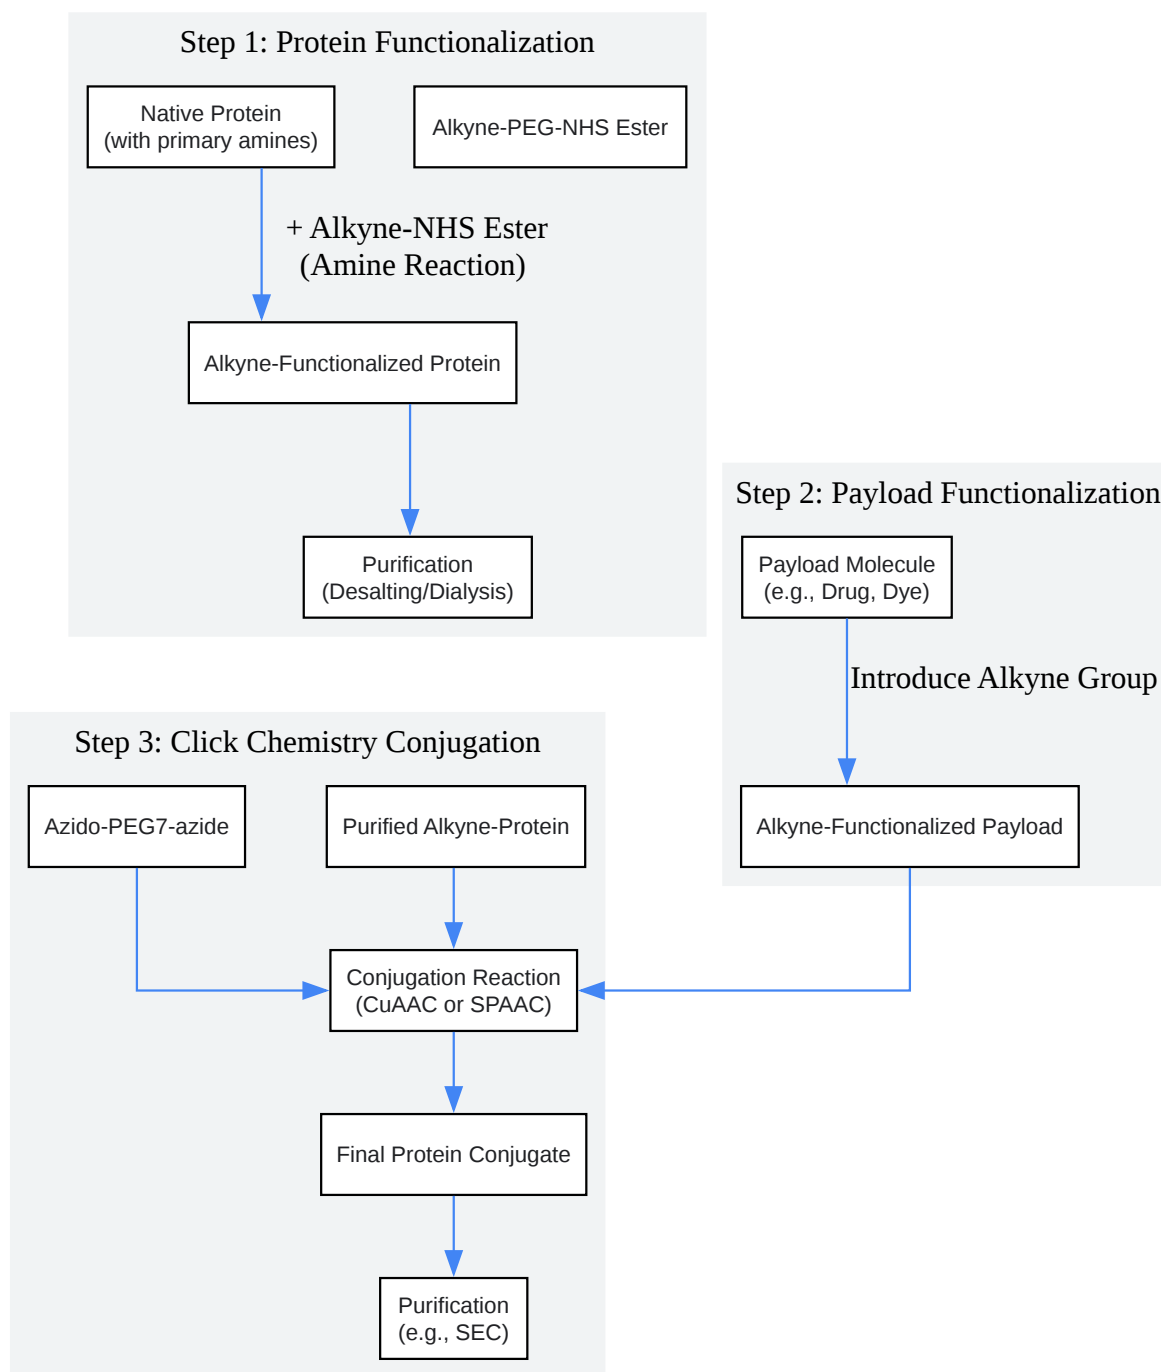 Step 1: Protein Functionalization
Native Protein
(with primary amines)
Alkyne-PEG-NHS Ester
+ Alkyne-NHS Ester
(Amine Reaction)
Alkyne-Functionalized Protein
Purification
(Desalting/Dialysis)
Step 2: Payload Functionalization
Payload Molecule
(e.g., Drug, Dye)
Introduce Alkyne Group
Alkyne-Functionalized Payload
Step 3: Click Chemistry Conjugation
Azido-PEG7-azide
Purified Alkyne-Protein
Conjugation Reaction
(CuAAC or SPAAC)
Final Protein Conjugate
Purification
(e.g., SEC)